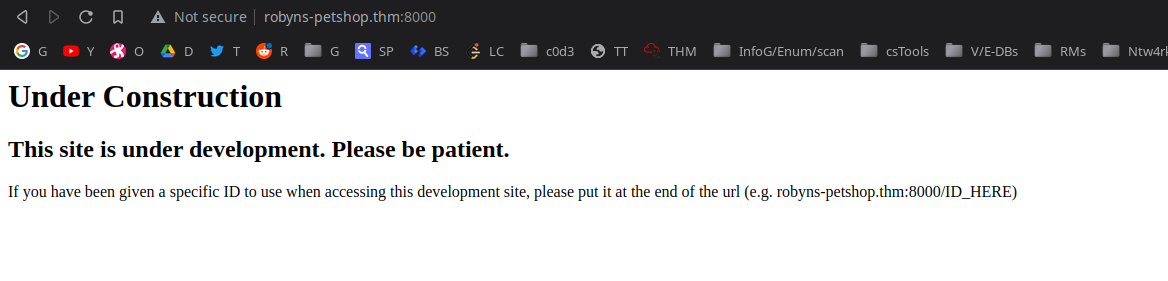 Not secure robyns-petshop.thm:8000
G Y O D T R G SP BS LC c0d3 TT THM InfoG/Enum/scan csTools V/E-DBs RMs Ntw4r
Under Construction
This site is under development. Please be patient.
If you have been given a specific ID to use when accessing this development site, please put it at the end of the url (e.g. robyns-petshop.thm:8000/ID_HERE)